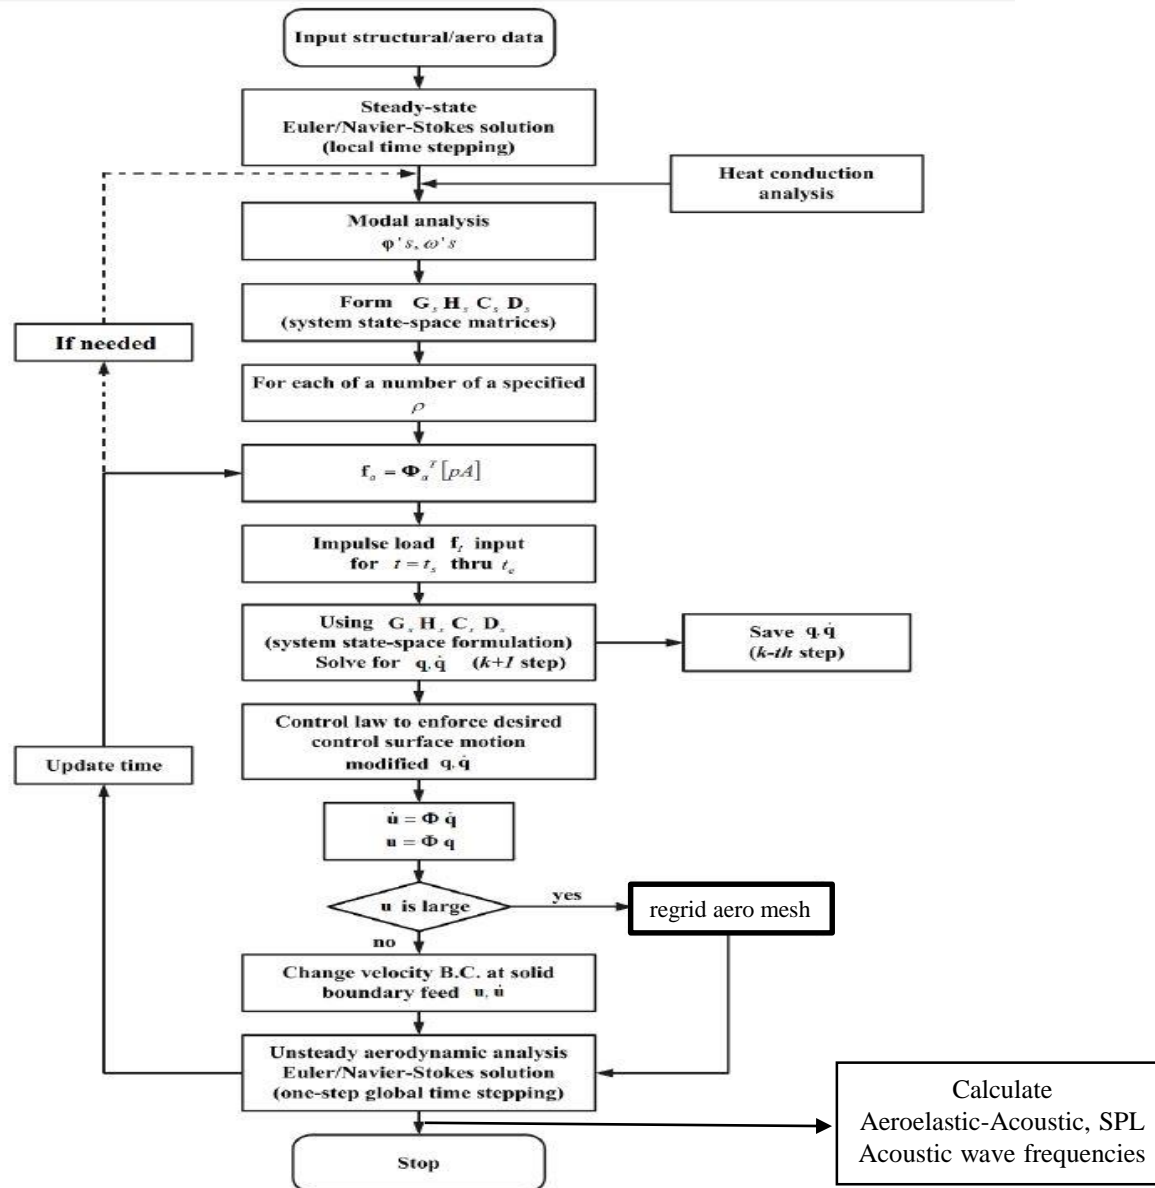 Input structural/aero data
Steady-state
Euler/Navier-Stokes solution
(local time stepping)
Heat conduction
analysis
Modal analysis
φ's, ω's
Form G_s H_s C_s D_s
(system state-space matrices)
If needed
For each of a number of a specified
ρ
f_a = Φ_a^T [pA]
Impulse load f_I input
for t = t_s thru t_e
Using G_s H_s C_s D_s
(system state-space formulation)
Solve for q, q̇ (k+1 step)
Save q, q̇
(k-th step)
Control law to enforce desired
control surface motion
modified q, q̇
Update time
u̇ = Φ q̇
u = Φ q
u is large
yes
regrid aero mesh
no
Change velocity B.C. at solid
boundary feed u, u̇
Unsteady aerodynamic analysis
Euler/Navier-Stokes solution
(one-step global time stepping)
Calculate
Aeroelastic-Acoustic, SPL
Acoustic wave frequencies
Stop